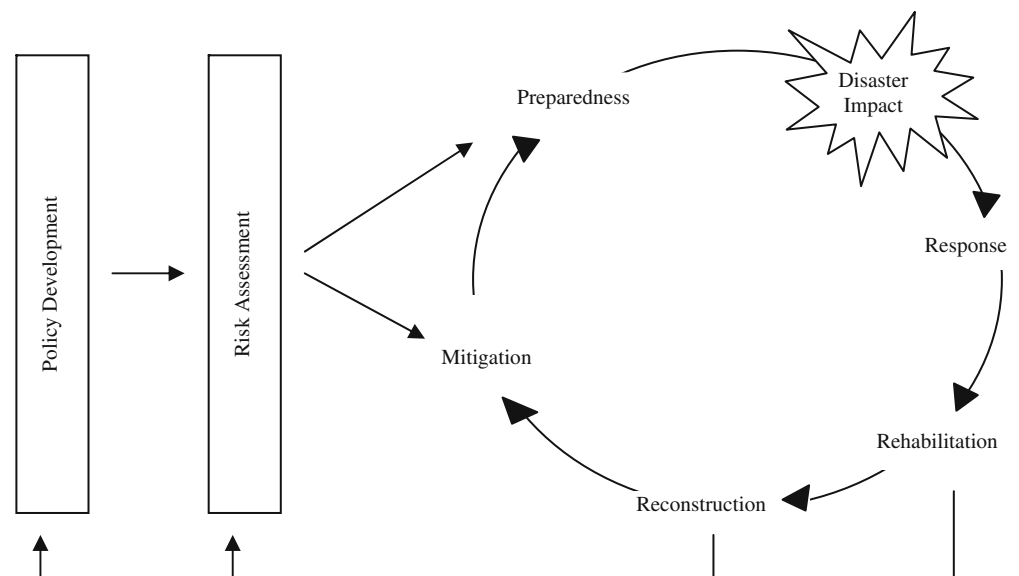 Policy Development
Risk Assessment
Preparedness
Disaster
Impact
Response
Mitigation
Rehabilitation
Reconstruction